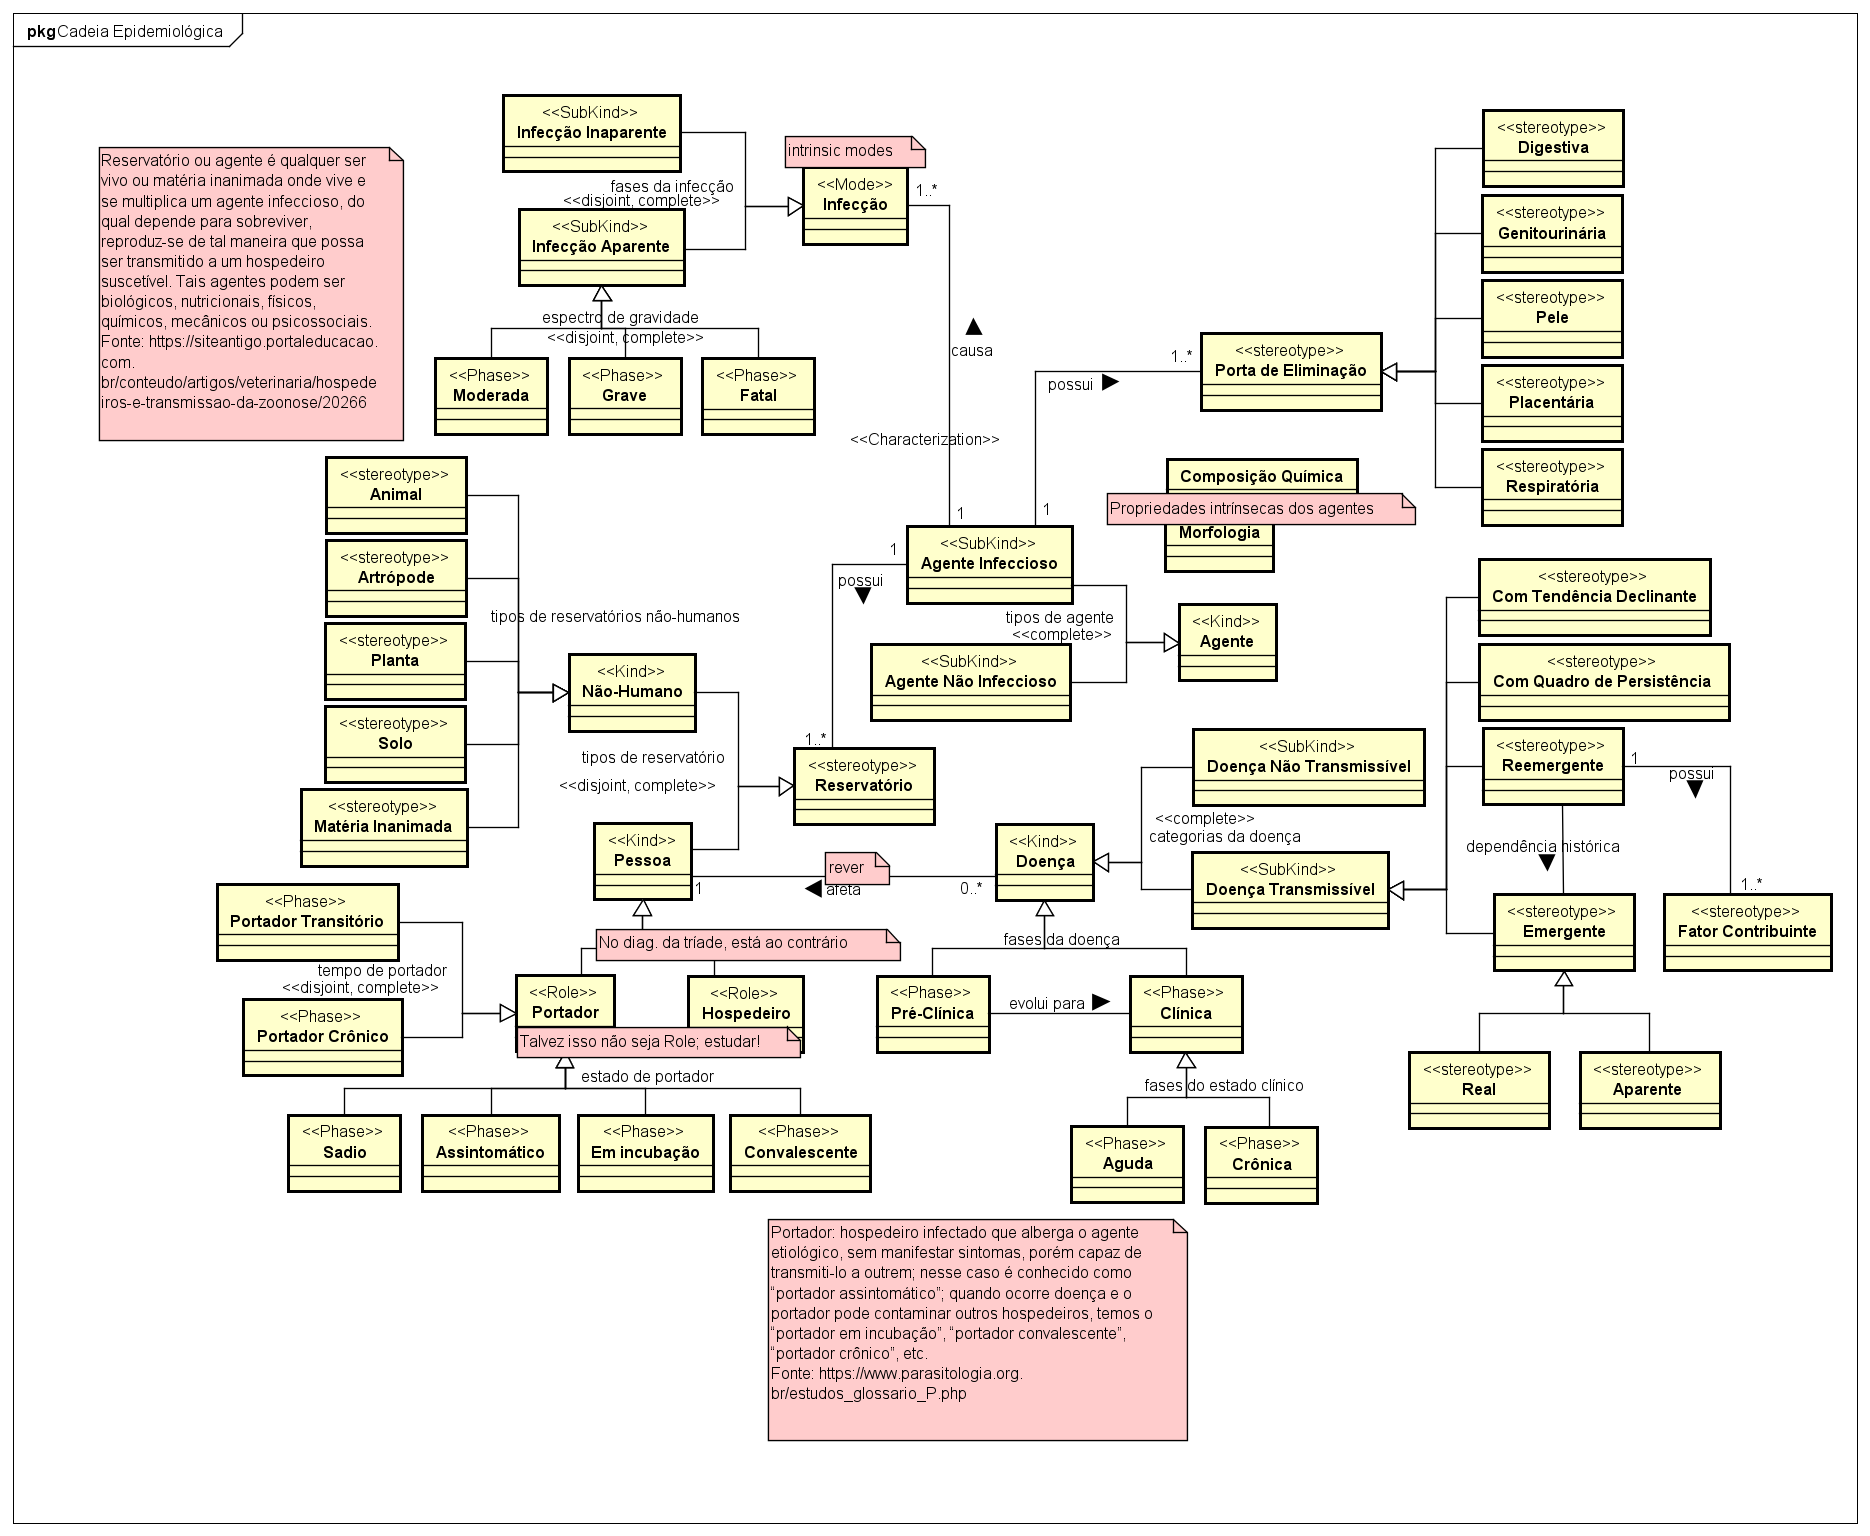 pkg Cadeia Epidemiológica
<<SubKind>>
Infecção Inaparente
Reservatório ou agente é qualquer ser
vivo ou matéria inanimada onde vive e
se multiplica um agente infeccioso, do
qual depende para sobreviver,
reproduz-se de tal maneira que possa
ser transmitido a um hospedeiro
suscetível. Tais agentes podem ser
biológicos, nutricionais, físicos,
químicos, mecânicos ou psicossociais.
Fonte: https://siteantigo.portaleducacao.
com.
br/conteudo/artigos/veterinaria/hospede
iros-e-transmissao-da-zoonose/20266
intrinsic modes
<<Mode>>
Infecção
1..*
fases da infecção
<<disjoint, complete>>
<<SubKind>>
Infecção Aparente
espectro de gravidade
<<disjoint, complete>>
<<Phase>>
Moderada
<<Phase>>
Grave
<<Phase>>
Fatal
causa
<<Characterization>>
1
possui
1..*
1
<<stereotype>>
Porta de Eliminação
<<stereotype>>
Digestiva
<<stereotype>>
Genitourinária
<<stereotype>>
Pele
<<stereotype>>
Placentária
<<stereotype>>
Respiratória
Composição Química
Propriedades intrínsecas dos agentes
Morfologia
<<SubKind>>
Agente Infeccioso
1
possui
1..*
tipos de agente
<<complete>>
<<Kind>>
Agente
<<SubKind>>
Agente Não Infeccioso
<<stereotype>>
Animal
<<stereotype>>
Artrópode
<<stereotype>>
Planta
<<stereotype>>
Solo
<<stereotype>>
Matéria Inanimada
tipos de reservatórios não-humanos
<<Kind>>
Não-Humano
tipos de reservatório
<<disjoint, complete>>
<<stereotype>>
Reservatório
<<Kind>>
Pessoa
1
rever
afeta
0..*
<<Kind>>
Doença
<<complete>>
categorias da doença
<<SubKind>>
Doença Não Transmissível
<<SubKind>>
Doença Transmissível
<<stereotype>>
Com Tendência Declinante
<<stereotype>>
Com Quadro de Persistência
<<stereotype>>
Reemergente
1
possui
1..*
dependência histórica
<<stereotype>>
Emergente
<<stereotype>>
Fator Contribuinte
<<stereotype>>
Real
<<stereotype>>
Aparente
<<Phase>>
Portador Transitório
tempo de portador
<<disjoint, complete>>
<<Phase>>
Portador Crônico
No diag. da tríade, está ao contrário
<<Role>>
Portador
<<Role>>
Hospedeiro
Talvez isso não seja Role; estudar!
estado de portador
<<Phase>>
Sadio
<<Phase>>
Assintomático
<<Phase>>
Em incubação
<<Phase>>
Convalescente
fases da doença
<<Phase>>
Pré-Clínica
evolui para
<<Phase>>
Clínica
fases do estado clínico
<<Phase>>
Aguda
<<Phase>>
Crônica
Portador: hospedeiro infectado que alberga o agente
etiológico, sem manifestar sintomas, porém capaz de
transmiti-lo a outrem; nesse caso é conhecido como
“portador assintomático”; quando ocorre doença e o
portador pode contaminar outros hospedeiros, temos o
“portador em incubação”, “portador convalescente”,
“portador crônico”, etc.
Fonte: https://www.parasitologia.org.
br/estudos_glossario_P.php